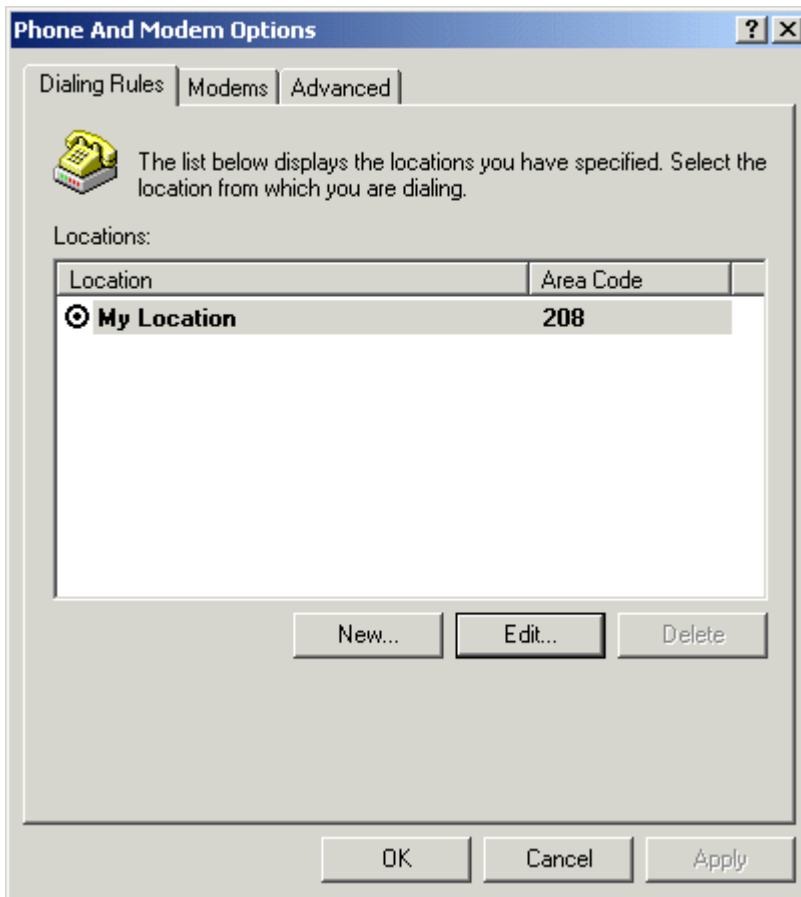 Phone And Modem Options
Dialing Rules Modems Advanced
The list below displays the locations you have specified. Select the
location from which you are dialing.
Locations:
Location Area Code
My Location 208
New... Edit... Delete
OK Cancel Apply